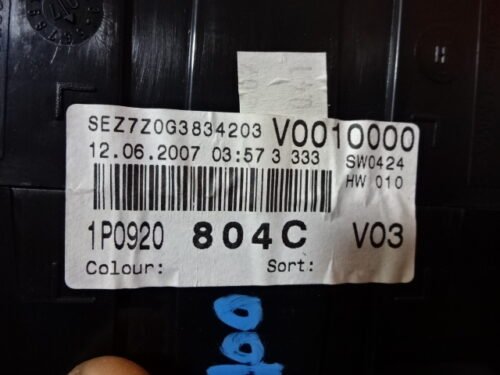 SEZ7Z0G3834203 V0010000
12.06.2007 03:57 3 333 SW0424
HW 010
1P0920 804C V03
Colour: Sort: